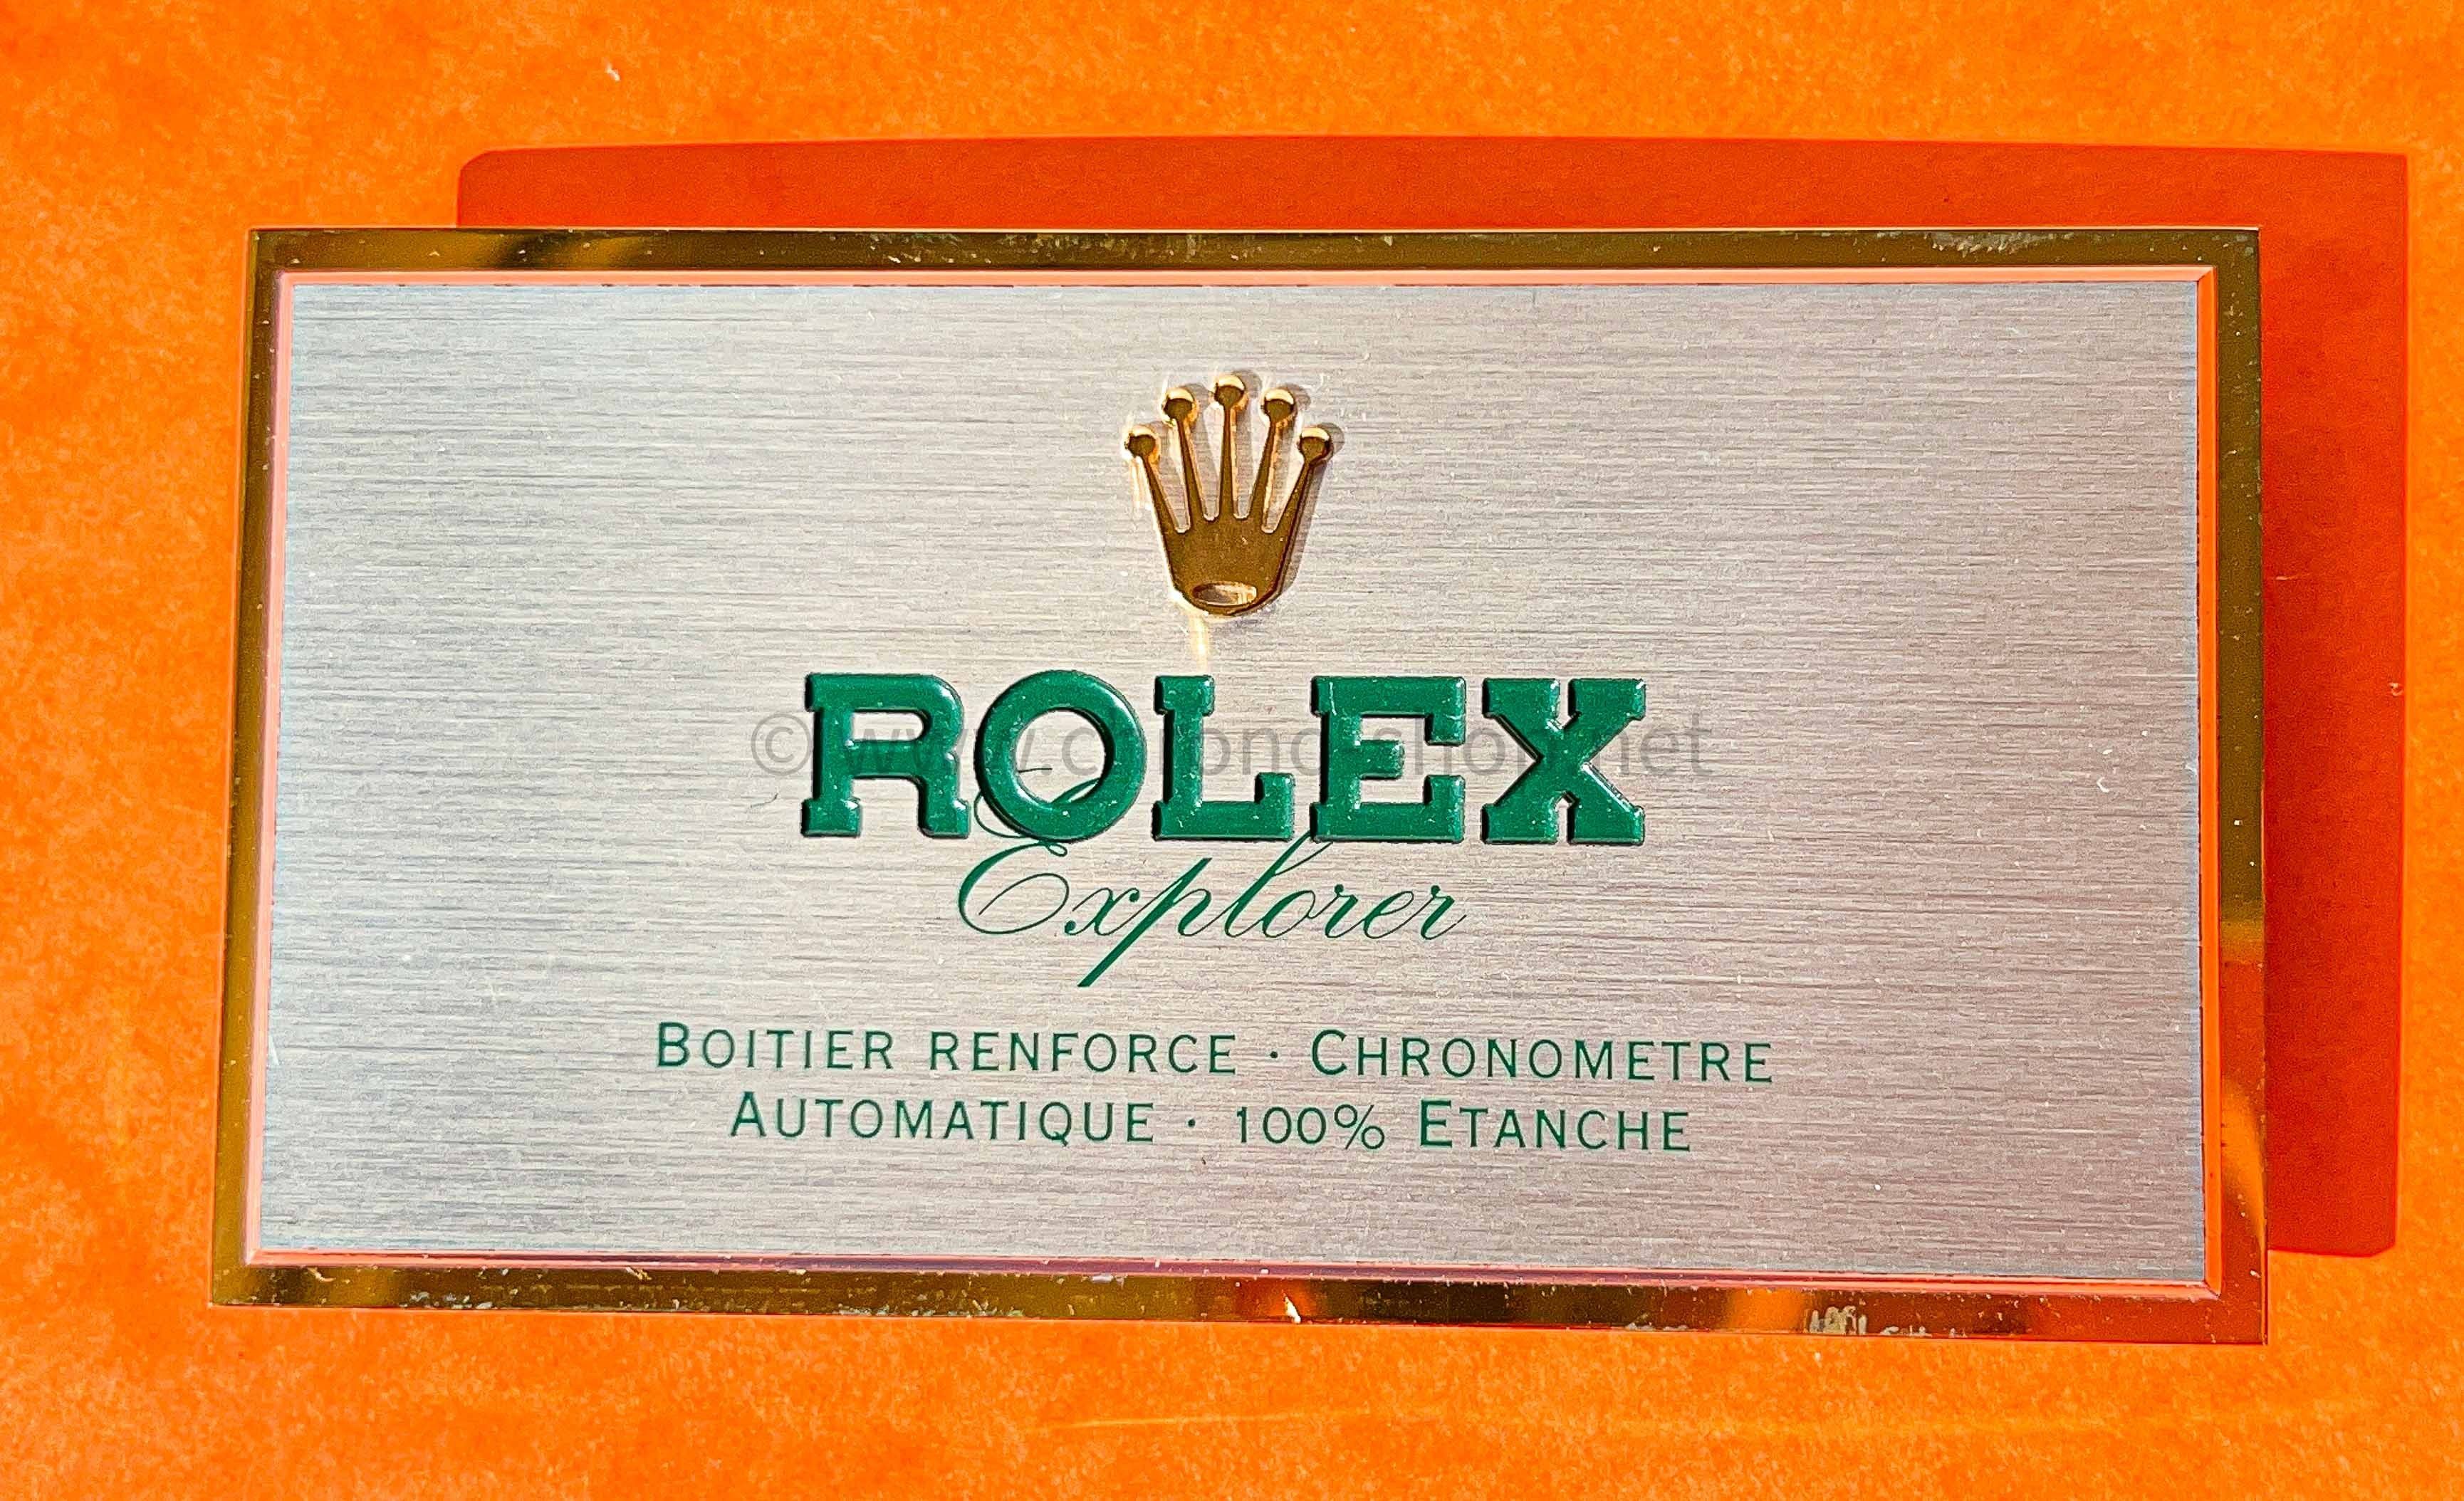 ROLEX
Explorer
BOITIER RENFORCE · CHRONOMETRE
AUTOMATIQUE · 100% ETANCHE